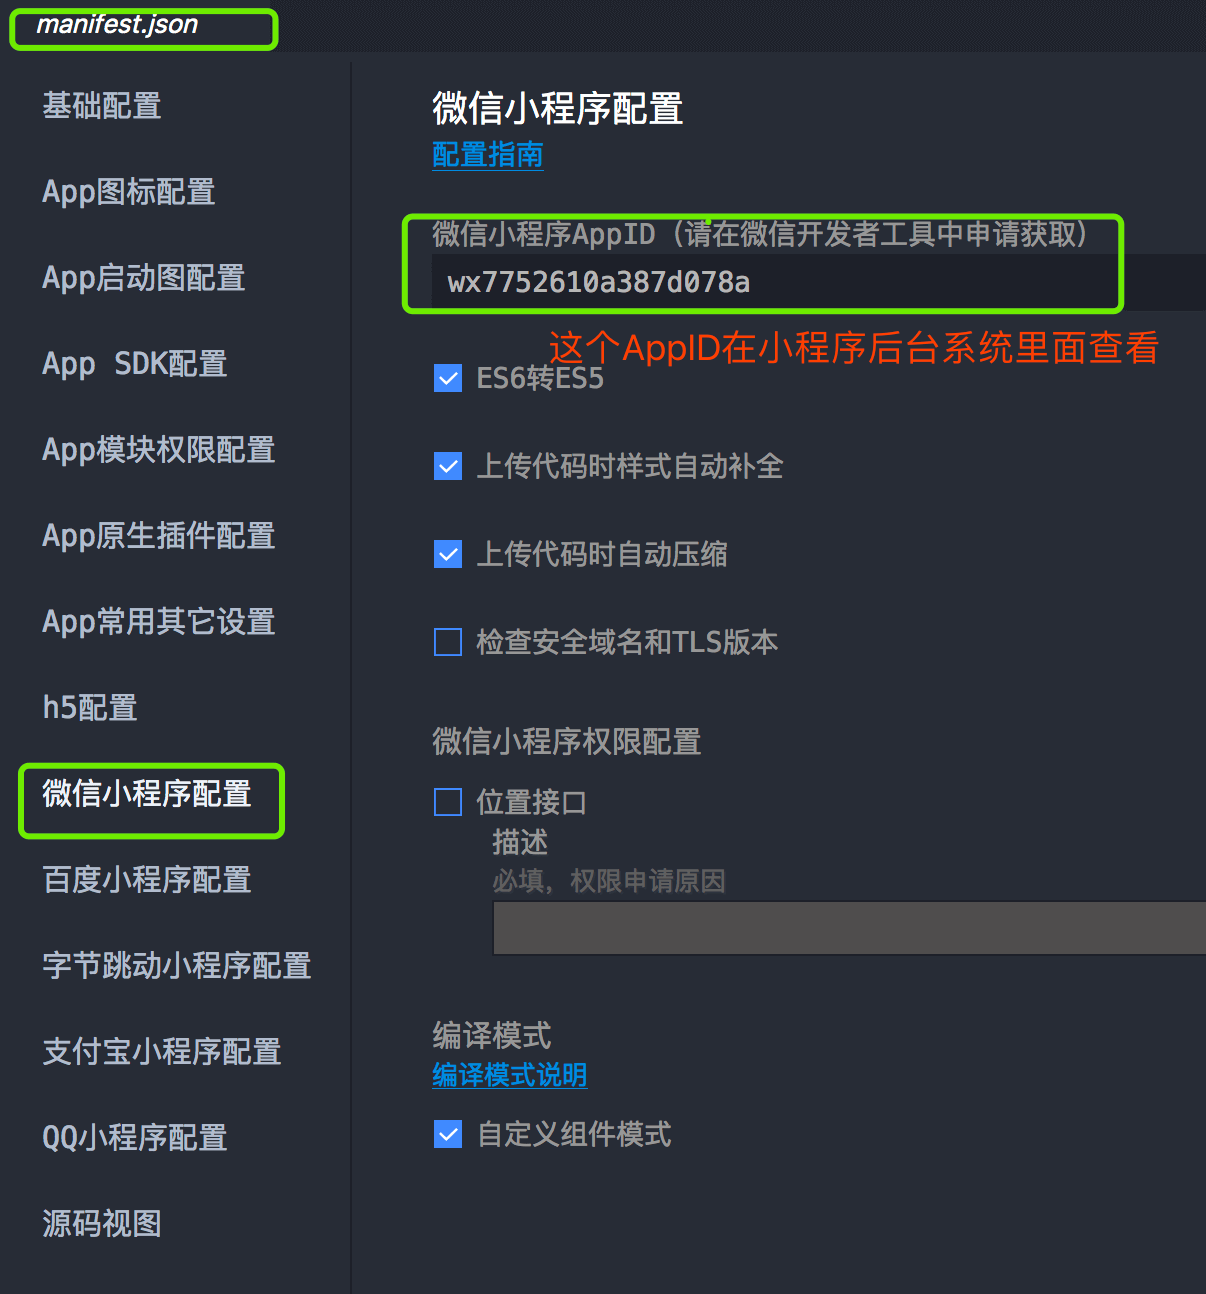 manifest.json
基础配置
App图标配置
App启动图配置
App SDK配置
App模块权限配置
App原生插件配置
App常用其它设置
h5配置
微信小程序配置
百度小程序配置
字节跳动小程序配置
支付宝小程序配置
QQ小程序配置
源码视图
微信小程序配置
配置指南
微信小程序AppID（请在微信开发者工具中申请获取）
wx7752610a387d078a
这个AppID在小程序后台系统里面查看
ES6转ES5
上传代码时样式自动补全
上传代码时自动压缩
检查安全域名和TLS版本
微信小程序权限配置
位置接口
描述
必填，权限申请原因
编译模式
编译模式说明
自定义组件模式